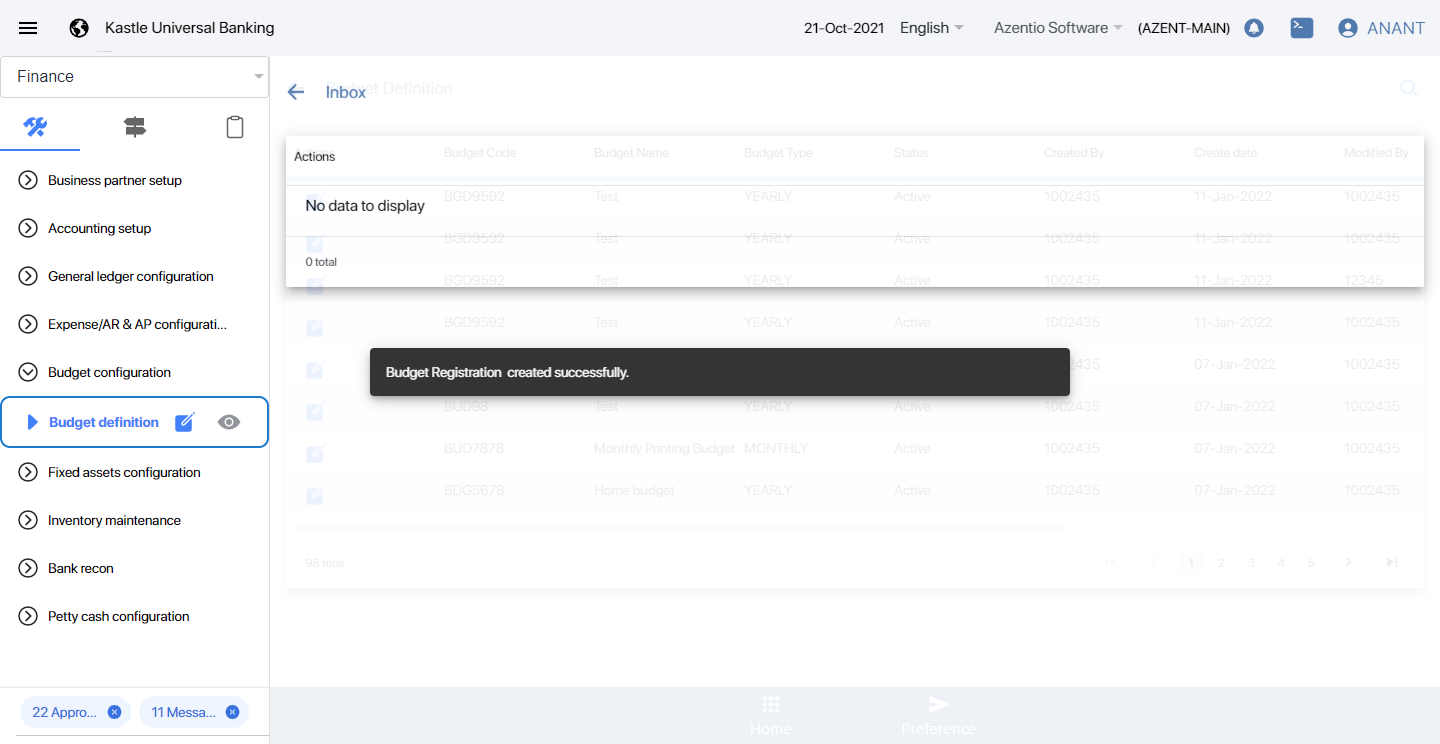 Kastle Universal Banking
21-Oct-2021 English Azentio Software (AZENT-MAIN) ANANT
Finance
Business partner setup
Accounting setup
General ledger configuration
Expense/AR & AP configurati...
Budget configuration
Budget definition
Fixed assets configuration
Inventory maintenance
Bank recon
Petty cash configuration
22 Appro... 11 Messa...
Inbox
Budget Definition
Actions Budget Code Budget Name Budget Type Status Created By Create date Modified By
BGD9592 Test YEARLY Active 1002435 11-Jan-2022 1002435
No data to display
BGD9592 Test YEARLY Active 1002435 11-Jan-2022 1002435
0 total
BGD9592 Test YEARLY Active 1002435 11-Jan-2022 12345
BGD9592 Test YEARLY Active 1002435 11-Jan-2022 1002435
Budget Registration created successfully.
2435 07-Jan-2022 1002435
BUD98 Test YEARLY Active 1002435 07-Jan-2022 1002435
BUD7878 Monthly Printing Budget MONTHLY Active 1002435 07-Jan-2022 1002435
BDG5678 Home budget YEARLY Active 1002435 07-Jan-2022 1002435
98 total 1 2 3 4 5
Home Preference